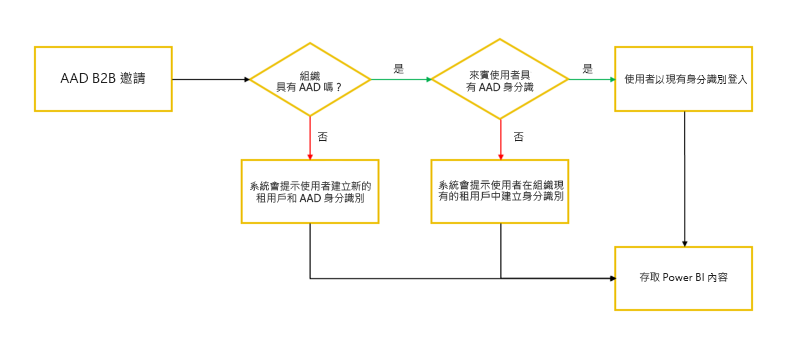 AAD B2B 邀請
組織
具有 AAD 嗎？
是
來賓使用者具
有 AAD 身分識
是
使用者以現有身分識別登入
否
否
系統會提示使用者建立新的
租用戶和 AAD 身分識別
系統會提示使用者在組織現
有的租用戶中建立身分識別
存取 Power BI 內容